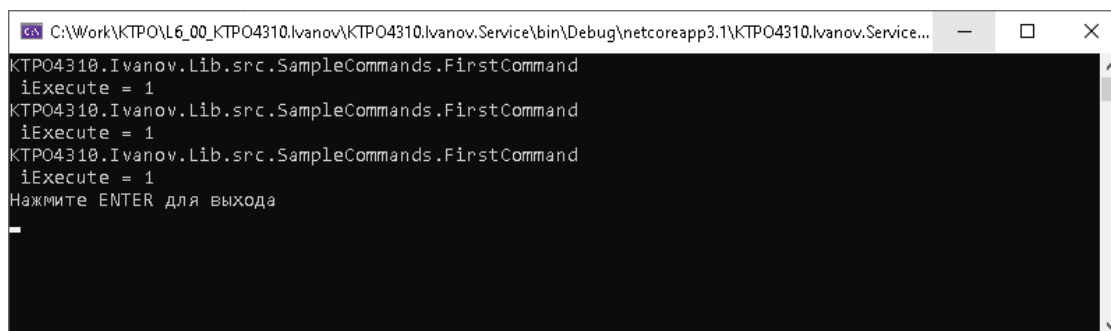 C:\Work\KTPO\L6_00_KTPO4310.Ivanov\KTPO4310.Ivanov.Service\bin\Debug\netcoreapp3.1\KTPO4310.Ivanov.Service...
KTPO4310.Ivanov.Lib.src.SampleCommands.FirstCommand
 iExecute = 1
KTPO4310.Ivanov.Lib.src.SampleCommands.FirstCommand
 iExecute = 1
KTPO4310.Ivanov.Lib.src.SampleCommands.FirstCommand
 iExecute = 1
Нажмите ENTER для выхода